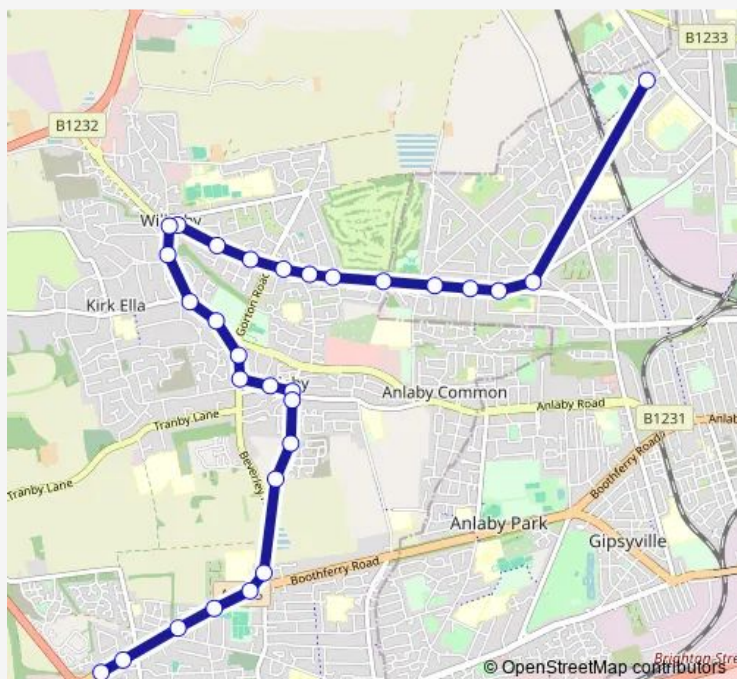 B1233
B1232
Willerby
Kirk Ella
Gorton Road
Anlaby Common
Anlaby Road
B1231
Tranby Lane
Tranby Lane
Beverley
Boothferry Road
Anlaby Park
Gipsyville
Boothferry Road
© OpenStreetMap contributors